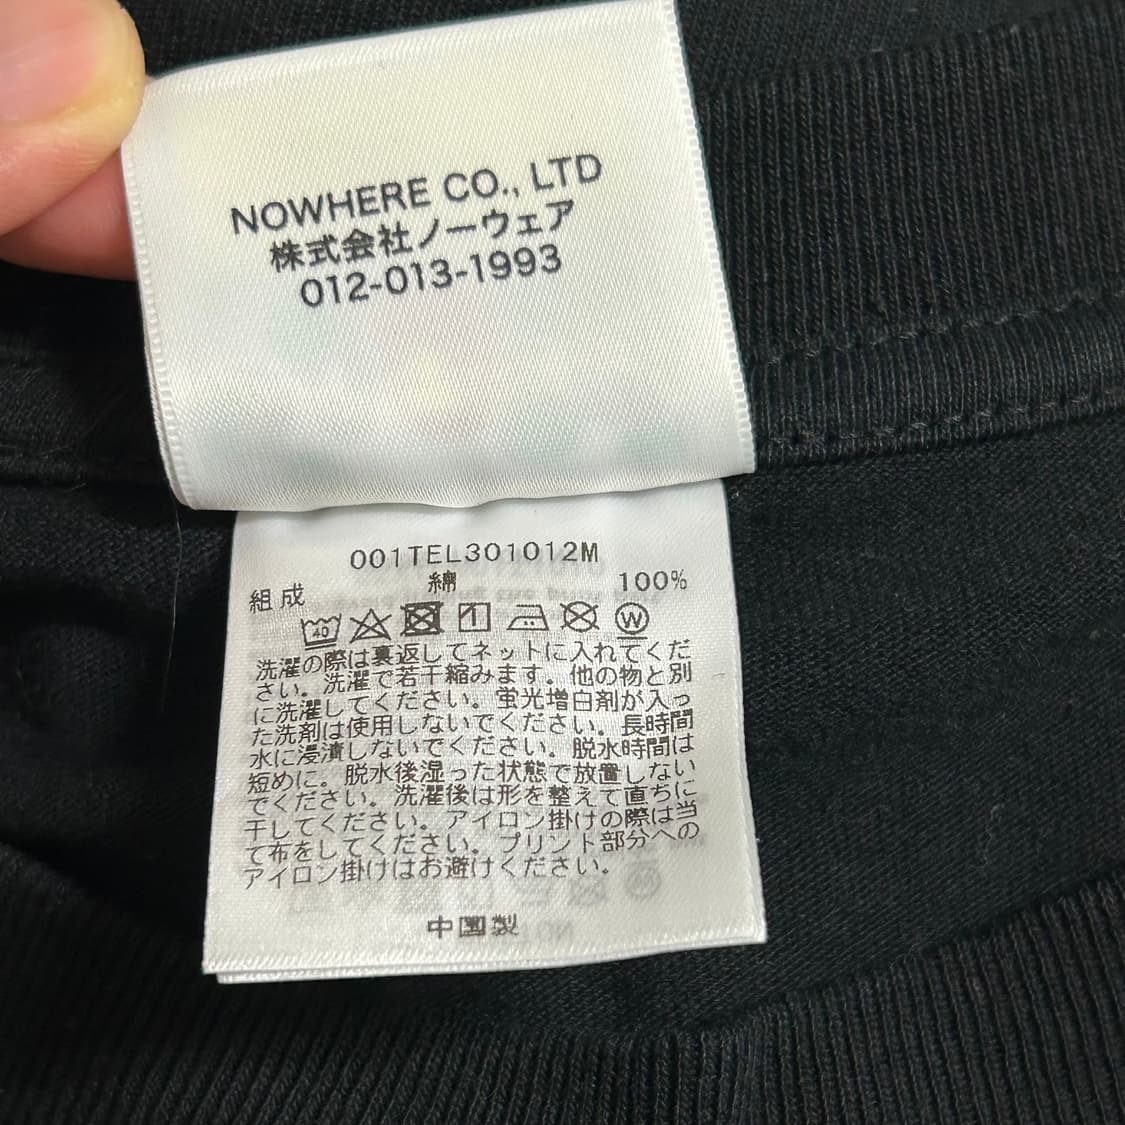 NOWHERE CO., LTD
株式会社ノーウェア
012-013-1993
001TEL301012M
組成 綿 100%
40 W
洗濯の際は裏返してネットに入れてくだ
さい。洗濯で若干縮みます。他の物と別
に洗濯してください。蛍光増白剤が入っ
た洗剤は使用しないでください。長時間
水に浸漬しないでください。脱水時間は
短めに。脱水後湿った状態で放置しない
でください。洗濯後は形を整えて直ちに
干してください。アイロン掛けの際は当
て布をしてください。プリント部分への
アイロン掛けはお避けください。
中國製